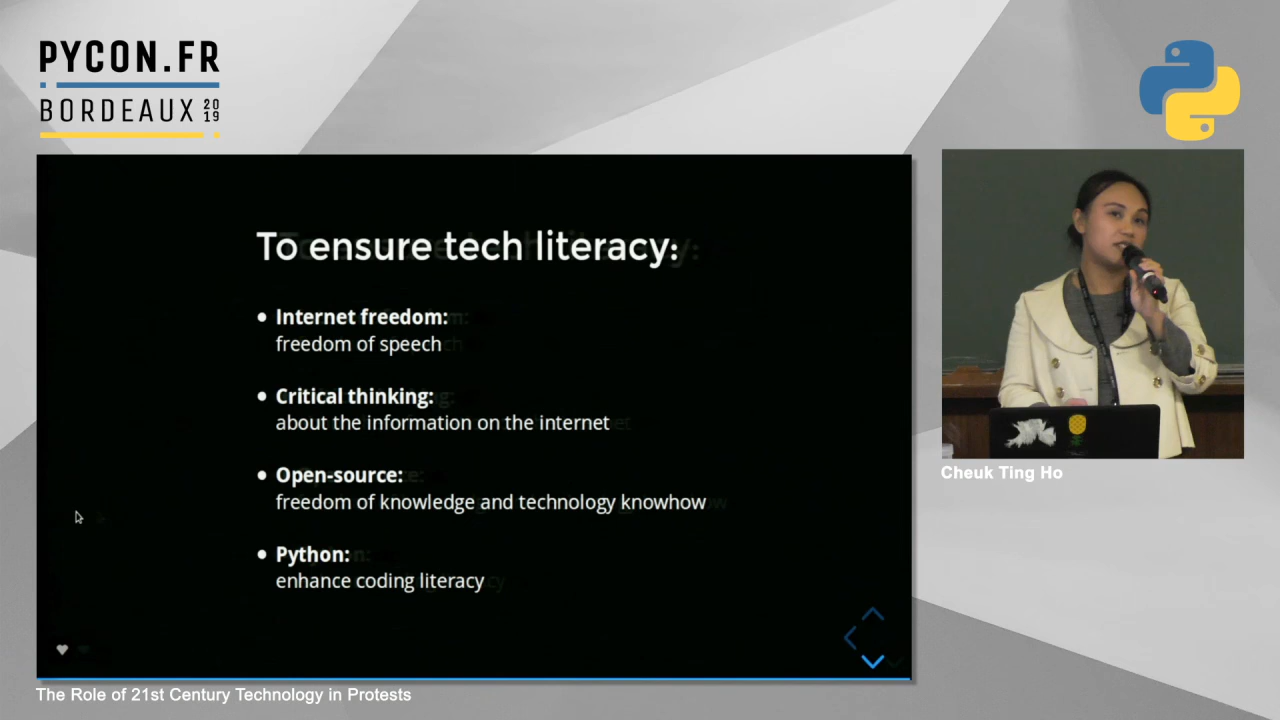 PYCON.FR
BORDEAUX 2019
To ensure tech literacy:
• Internet freedom:
freedom of speech
• Critical thinking:
about the information on the internet
• Open-source:
freedom of knowledge and technology knowhow
• Python:
enhance coding literacy
Cheuk Ting Ho
The Role of 21st Century Technology in Protests